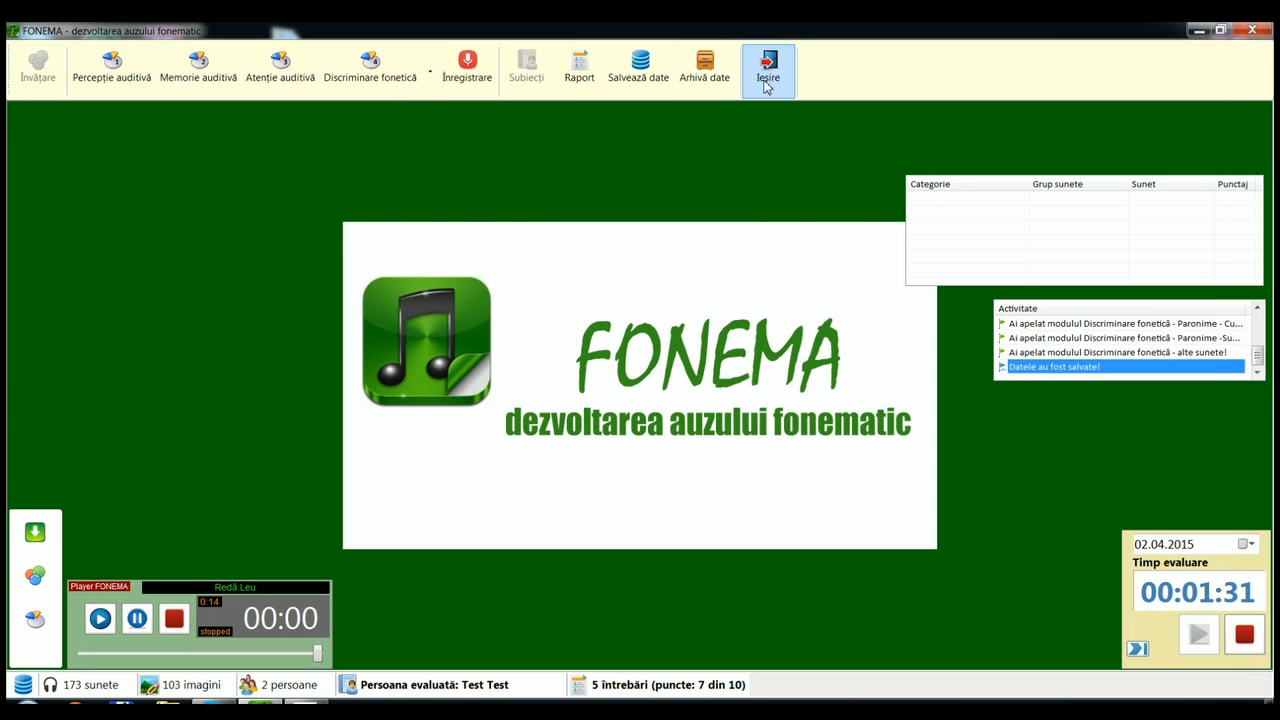 FONEMA - dezvoltarea auzului fonematic
Învățare
Percepție auditivă
Memorie auditivă
Atenție auditivă
Discriminare fonetică
Înregistrare
Subiecți
Raport
Salvează date
Arhivă date
Ieșire
1
2
3
4
Categorie Grup sunete Sunet Punctaj
FONEMA
dezvoltarea auzului fonematic
Activitate
Ai apelat modulul Discriminare fonetică - Paronime - Cu...
Ai apelat modulul Discriminare fonetică - Paronime -Su...
Ai apelat modulul Discriminare fonetică - alte sunete!
Datele au fost salvate!
02.04.2015
Timp evaluare
00:01:31
Player FONEMA
Redă:Leu
0:14
stopped
00:00
173 sunete
103 imagini
2 persoane
Persoana evaluată: Test Test
5 întrebări (puncte: 7 din 10)